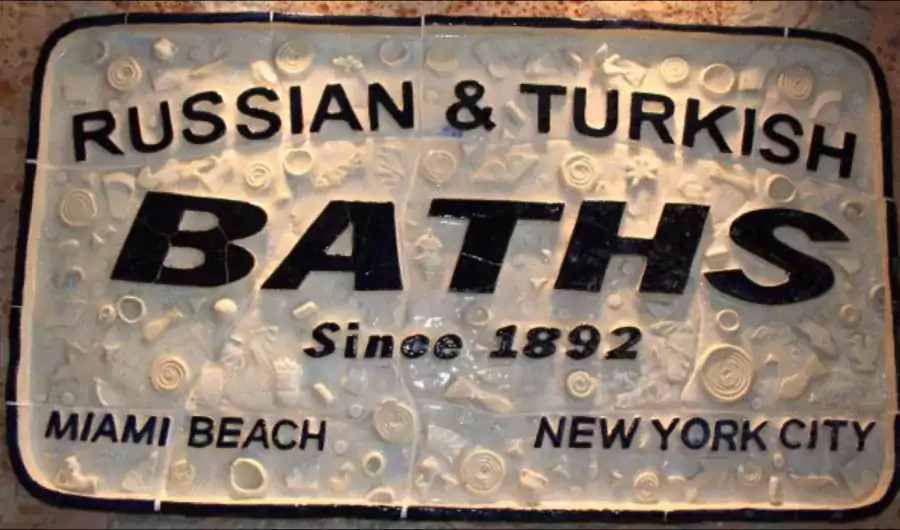 RUSSIAN & TURKISH
BATHS
Since 1892
MIAMI BEACH NEW YORK CITY